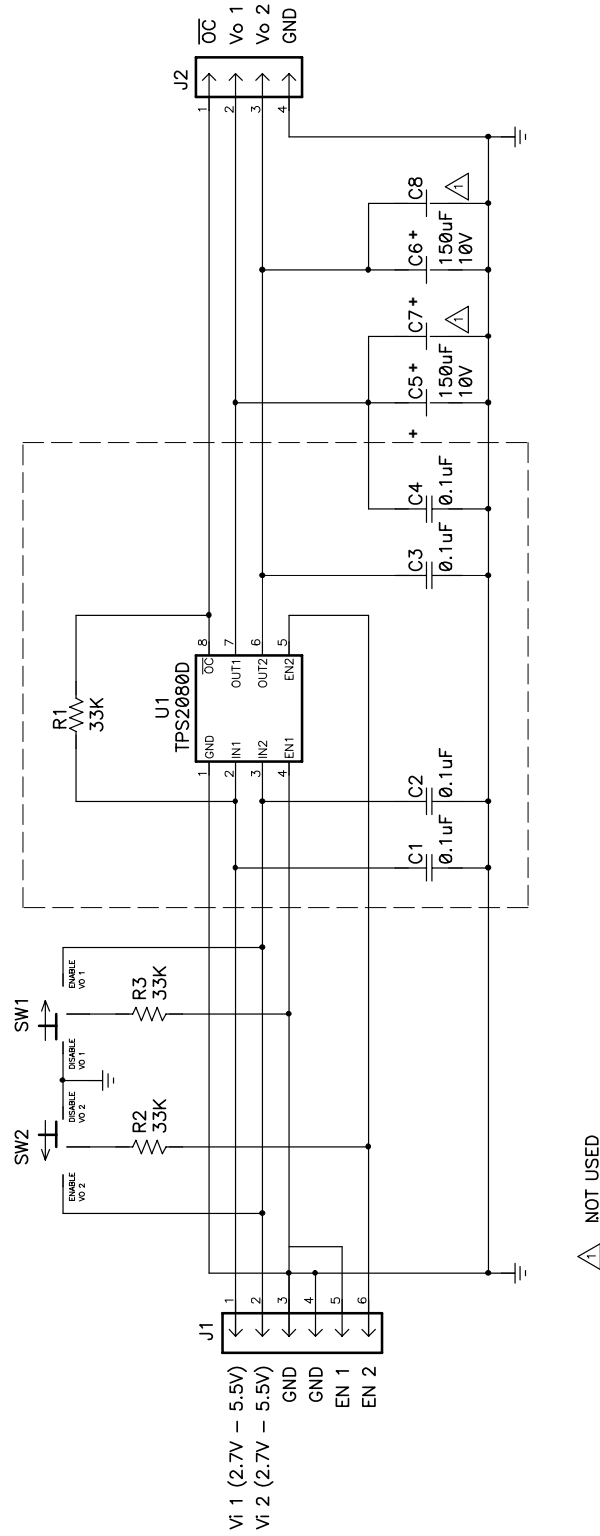 J1
Vi 1 (2.7V - 5.5V)
Vi 2 (2.7V - 5.5V)
GND
GND
EN 1
EN 2
1
2
3
4
5
6
SW2
ENABLE
VO 2
DISABLE
VO 2
R2
33K
SW1
DISABLE
VO 1
ENABLE
VO 1
R3
33K
R1
33K
U1
TPS2080D
1
2
3
4
GND
IN1
IN2
EN1
OC
OUT1
OUT2
EN2
8
7
6
5
C1
0.1uF
C2
0.1uF
C3
0.1uF
C4
0.1uF
+
C5 +
150uF
10V
C7 +
1
C6 +
150uF
10V
C8
1
J2
1
2
3
4
OC
Vo 1
Vo 2
GND
1
NOT USED